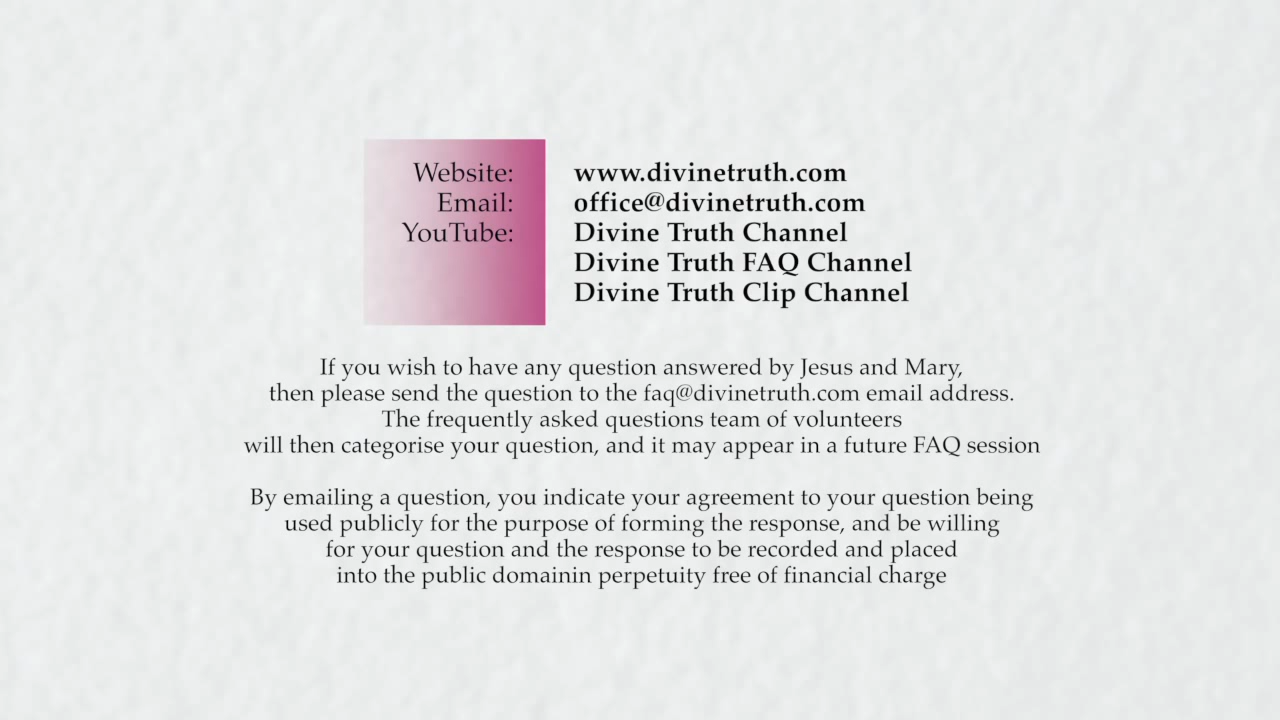 Website: www.divinetruth.com
Email: office@divinetruth.com
YouTube: Divine Truth Channel
Divine Truth FAQ Channel
Divine Truth Clip Channel
If you wish to have any question answered by Jesus and Mary,
then please send the question to the faq@divinetruth.com email address.
The frequently asked questions team of volunteers
will then categorise your question, and it may appear in a future FAQ session
By emailing a question, you indicate your agreement to your question being
used publicly for the purpose of forming the response, and be willing
for your question and the response to be recorded and placed
into the public domainin perpetuity free of financial charge